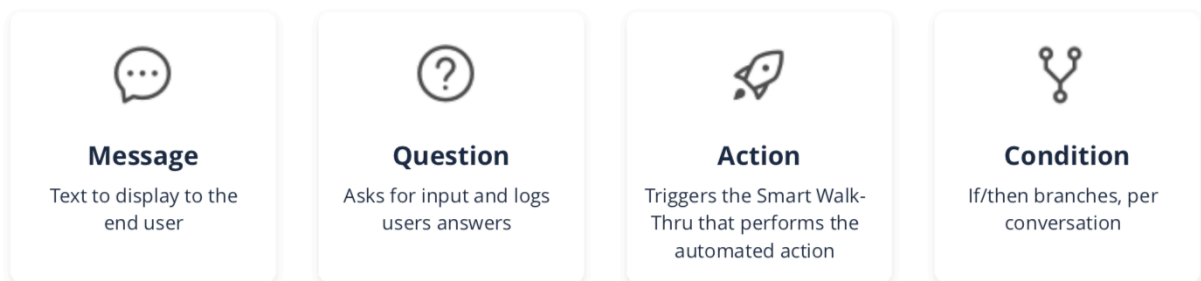 Message
Text to display to the
end user
Question
Asks for input and logs
users answers
Action
Triggers the Smart Walk-
Thru that performs the
automated action
Condition
If/then branches, per
conversation